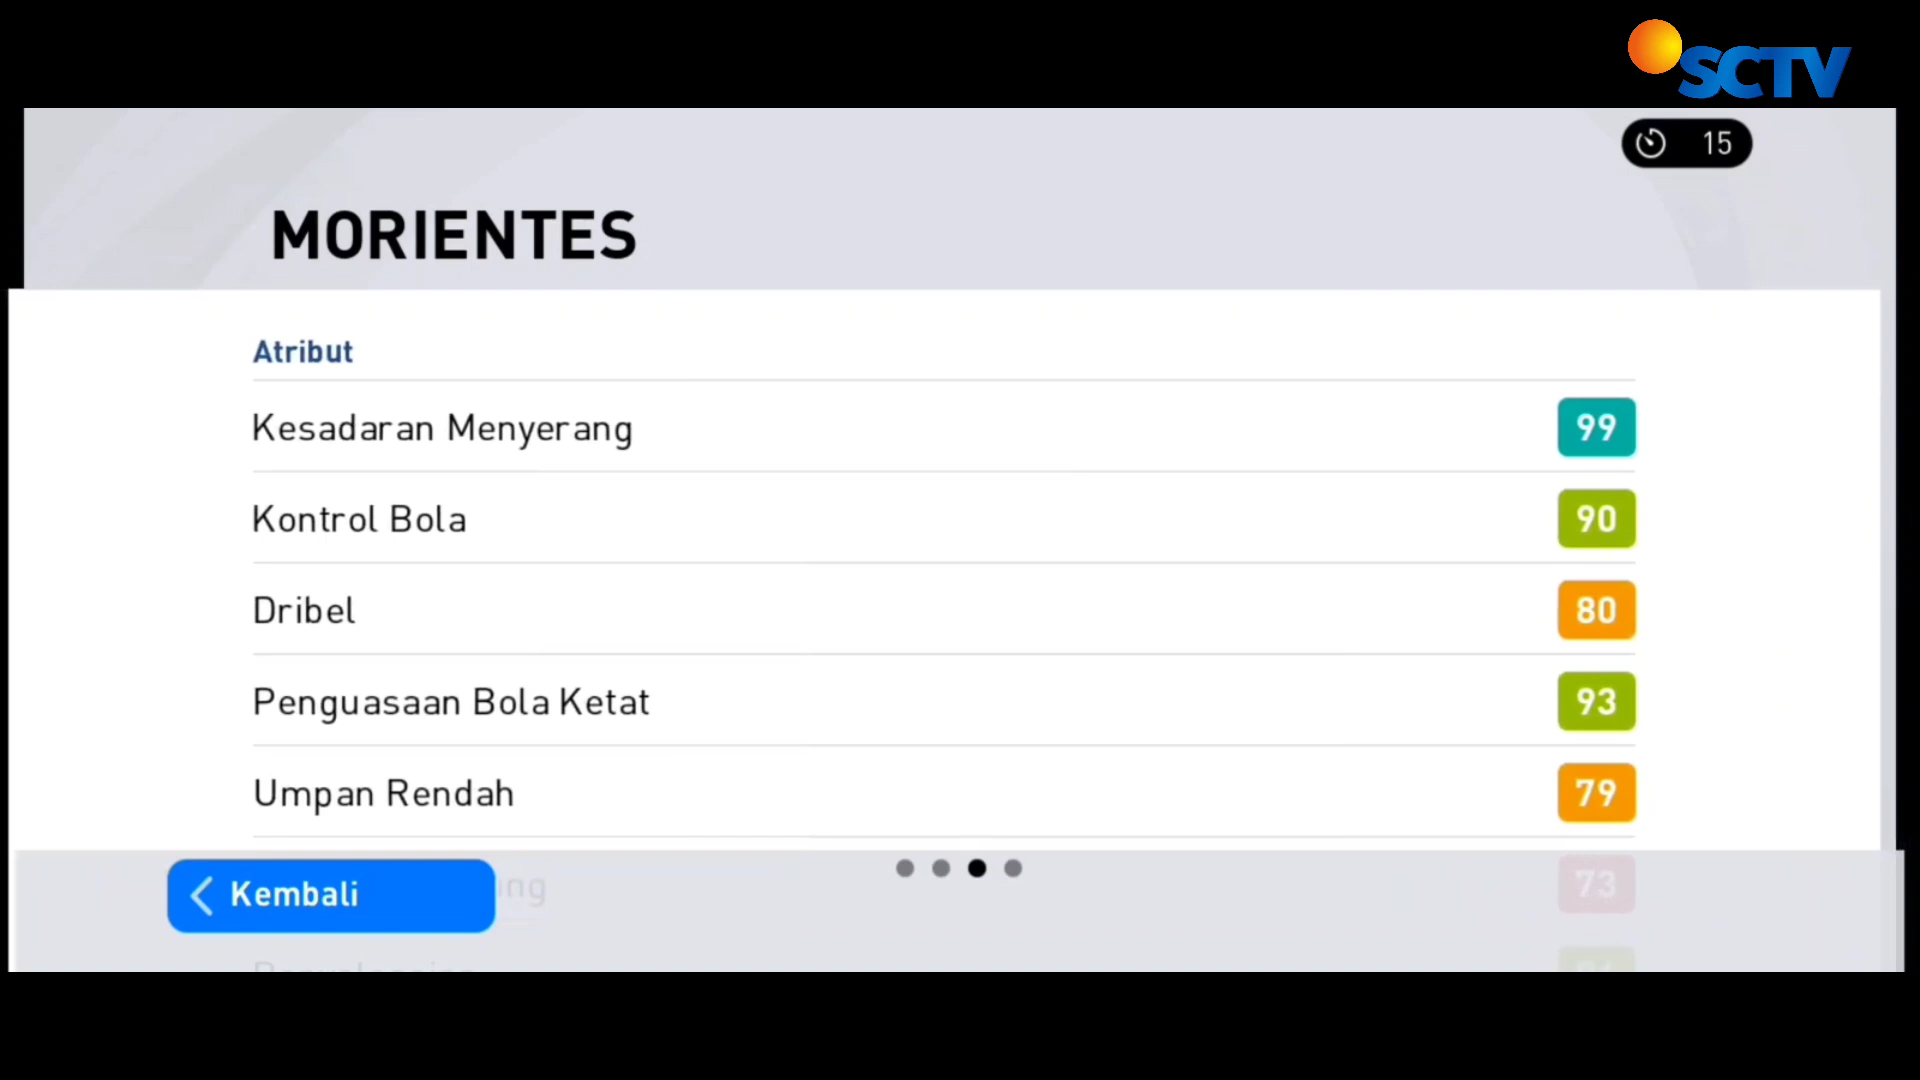 SCTV
15
MORIENTES
Atribut
Kesadaran Menyerang 99
Kontrol Bola 90
Dribel 80
Penguasaan Bola Ketat 93
Umpan Rendah 79
Kembali
73